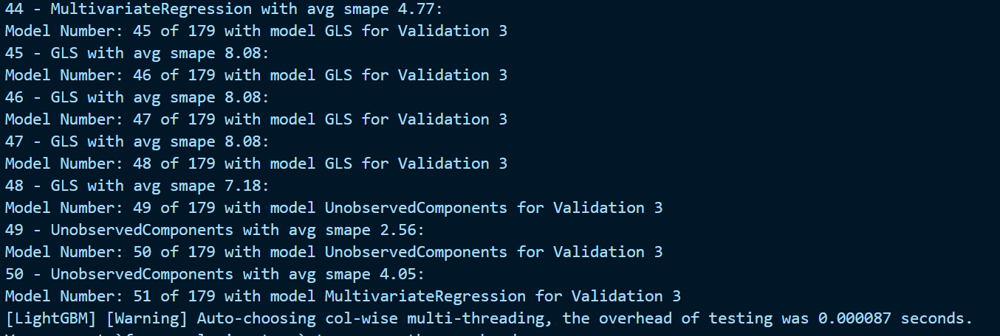 44 - MultivariateRegression with avg smape 4.77:
Model Number: 45 of 179 with model GLS for Validation 3
45 - GLS with avg smape 8.08:
Model Number: 46 of 179 with model GLS for Validation 3
46 - GLS with avg smape 8.08:
Model Number: 47 of 179 with model GLS for Validation 3
47 - GLS with avg smape 8.08:
Model Number: 48 of 179 with model GLS for Validation 3
48 - GLS with avg smape 7.18:
Model Number: 49 of 179 with model UnobservedComponents for Validation 3
49 - UnobservedComponents with avg smape 2.56:
Model Number: 50 of 179 with model UnobservedComponents for Validation 3
50 - UnobservedComponents with avg smape 4.05:
Model Number: 51 of 179 with model MultivariateRegression for Validation 3
[LightGBM] [Warning] Auto-choosing col-wise multi-threading, the overhead of testing was 0.000087 seconds.